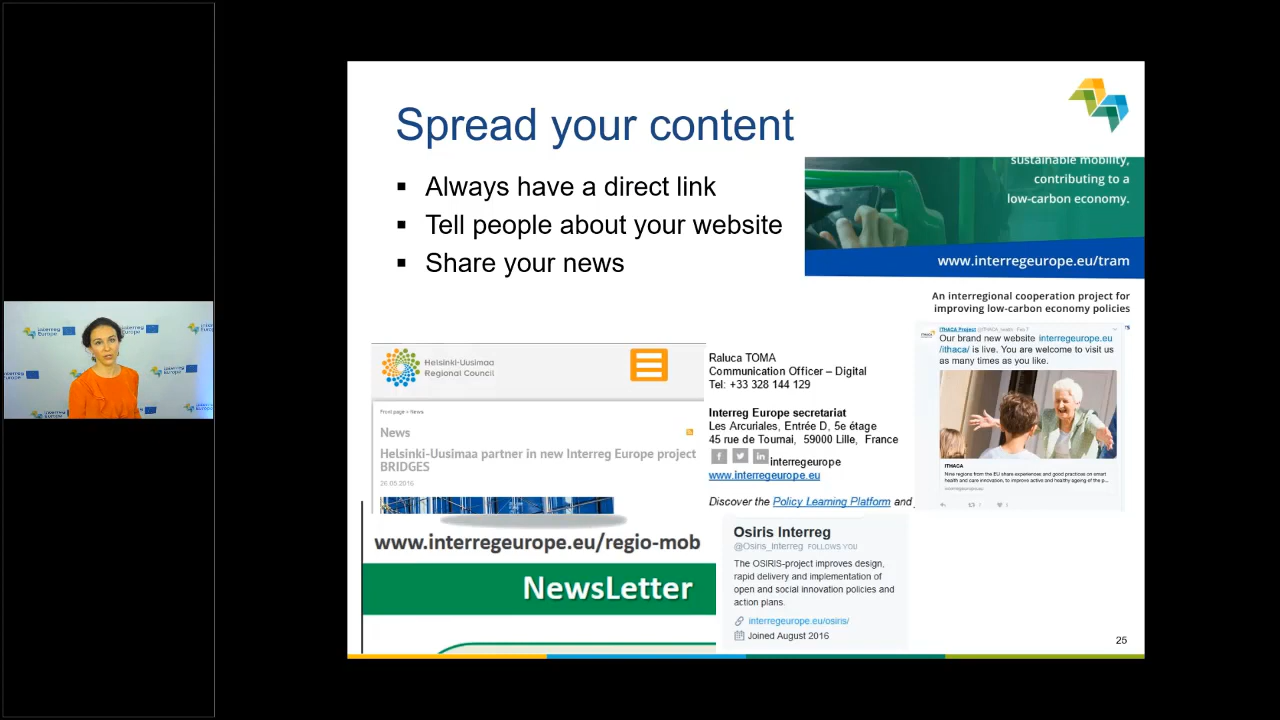 Spread your content
▪ Always have a direct link
▪ Tell people about your website
▪ Share your news
sustainable mobility,
contributing to a
low-carbon economy.
www.interregeurope.eu/tram
An interregional cooperation project for
improving low-carbon economy policies
ITHACA Project
Our brand new website interregeurope.eu
/ithaca/ is live. You are welcome to visit us
as many times as you like.
ITHACA
Nine regions from the EU share experiences and good practices on smart
health and care innovation, to improve active and healthy ageing of the p...
Helsinki-Uusimaa
Regional Council
Front page > News
News
Helsinki-Uusimaa partner in new Interreg Europe project
BRIDGES
26.05.2016
Raluca TOMA
Communication Officer – Digital
Tel: +33 328 144 129
Interreg Europe secretariat
Les Arcuriales, Entrée D, 5e étage
45 rue de Tournai, 59000 Lille, France
interregeurope
www.interregeurope.eu
Discover the Policy Learning Platform and
www.interregeurope.eu/regio-mob
NewsLetter
Osiris Interreg
@Osiris_Interreg FOLLOWS YOU
The OSIRIS-project improves design,
rapid delivery and implementation of
open and social innovation policies and
action plans.
interregeurope.eu/osiris/
Joined August 2016
25